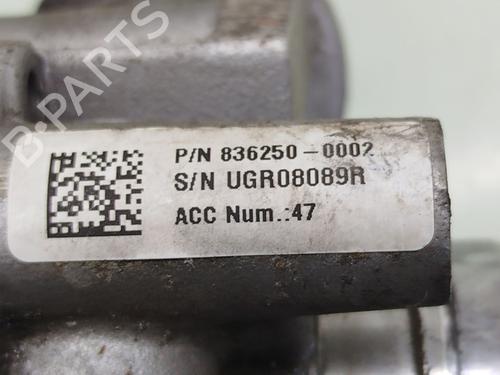 B-PARTS
P/N 836250-0002
S/N UGR08089R
ACC Num.:47